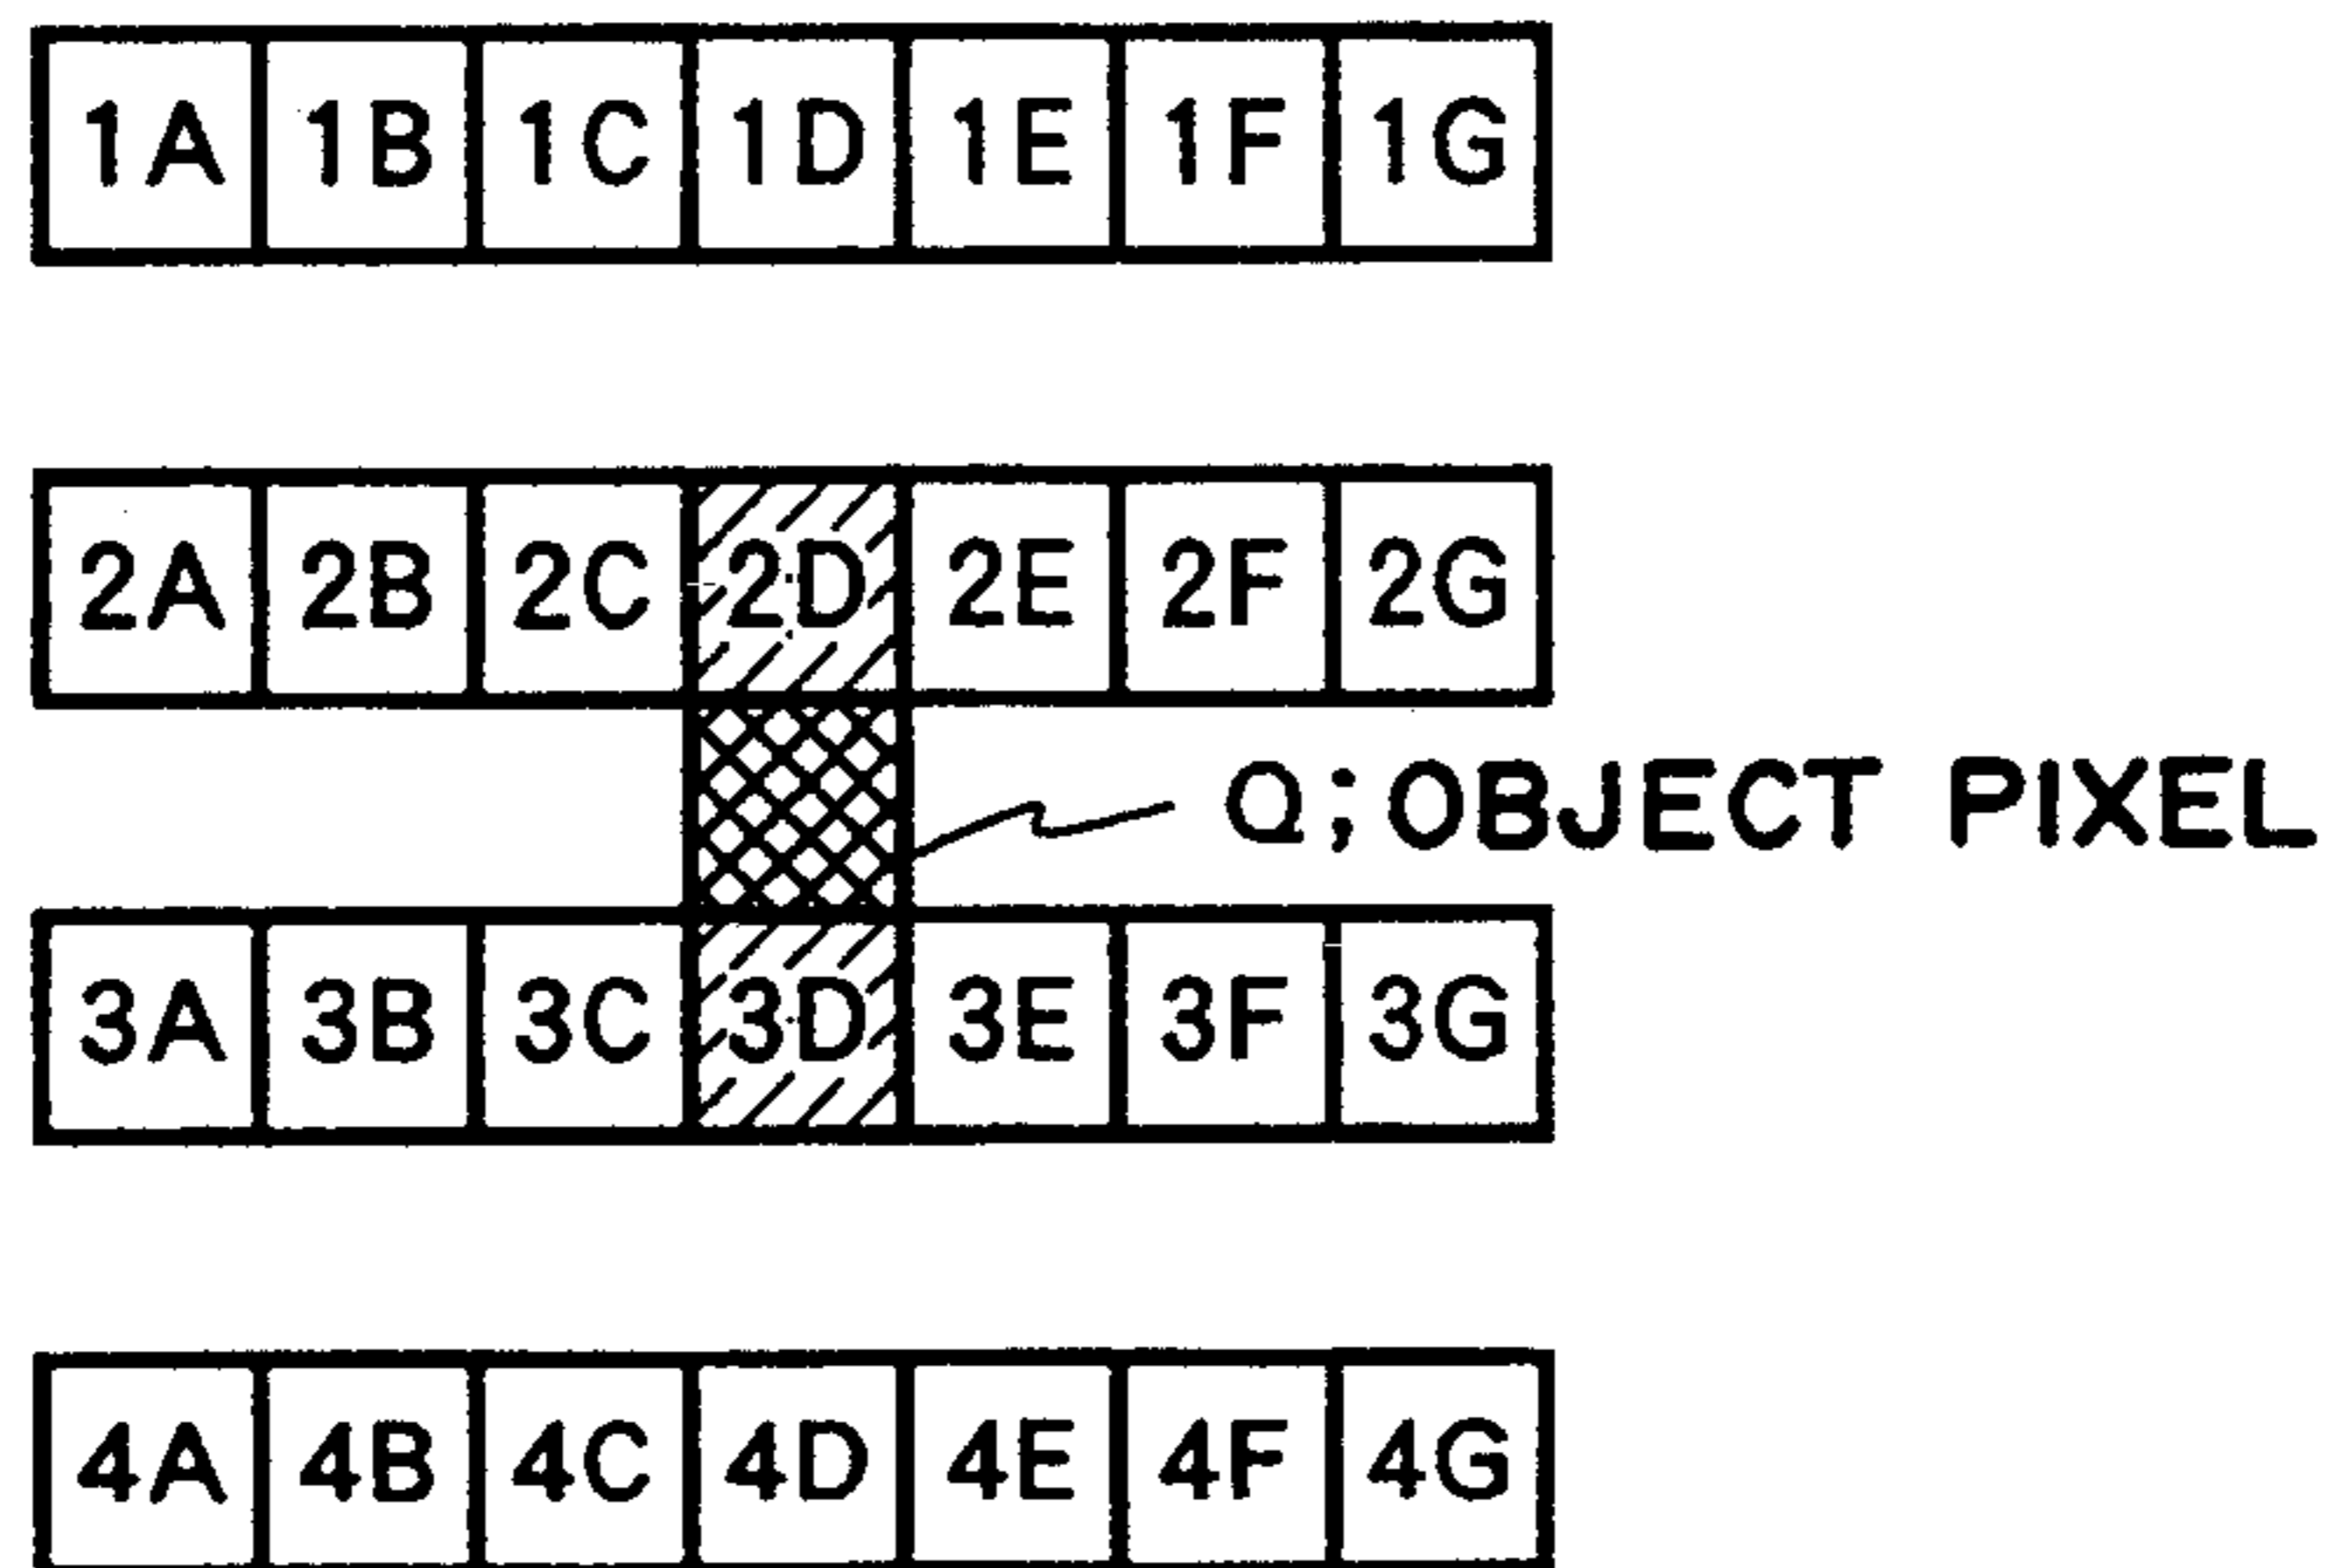 1A 1B 1C 1D 1E 1F 1G
2A 2B 2C 2D 2E 2F 2G
Q;OBJECT PIXEL
3A 3B 3C 3D 3E 3F 3G
4A 4B 4C 4D 4E 4F 4G